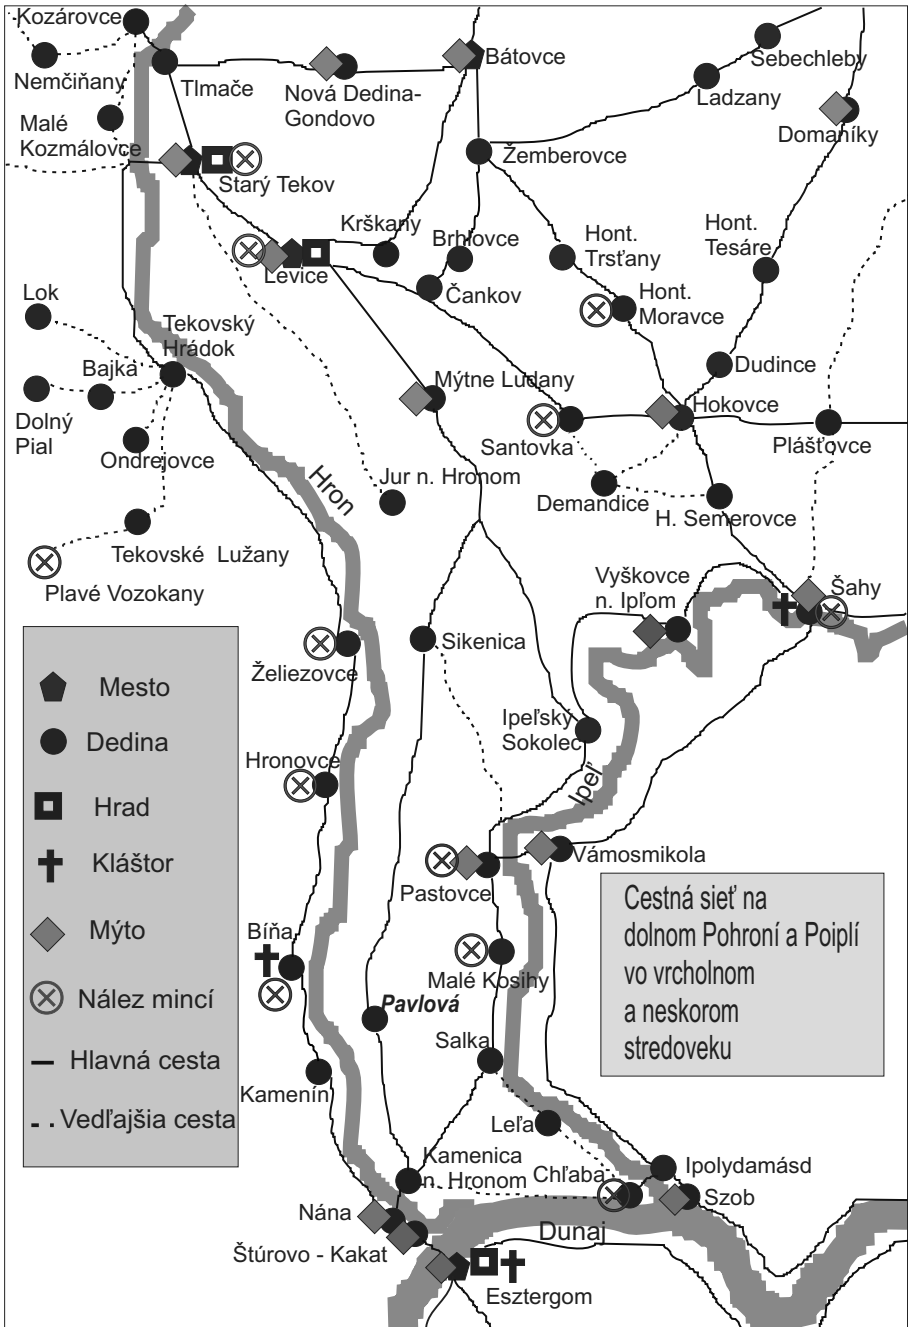 Kozárovce
Nemčiňany
Tlmače
Nová Dedina-
Gondovo
Bátovce
Sebechleby
Ladzany
Domaníky
Malé
Kozmálovce
Starý Tekov
Žemberovce
Krškany
Brhlovce
Hont.
Trsťany
Hont.
Tesáre
Levice
Čankov
Hont.
Moravce
Lok
Tekovský
Hrádok
Bajka
Dolný
Pial
Ondrejovce
Mýtne Ludany
Dudince
Hokovce
Santovka
Plášťovce
Hron
Jur n. Hronom
Demandice
H. Semerovce
Tekovské Lužany
Plavé Vozokany
Vyškovce
n. Ipľom
Šahy
Sikenica
Želiezovce
Ipeľský
Sokolec
Hronovce
Ipeľ
Vámosmikola
Pastovce
Bíňa
Malé Kosihy
Pavlová
Salka
Kamenín
Leľa
Kamenica
n. Hronom
Chľaba
Ipolydamásd
Szob
Nána
Dunaj
Štúrovo - Kakat
Esztergom
Mesto
Dedina
Hrad
Kláštor
Mýto
Nález mincí
Hlavná cesta
Vedľajšia cesta
Cestná sieť na
dolnom Pohroní a Poiplí
vo vrcholnom
a neskorom
stredoveku